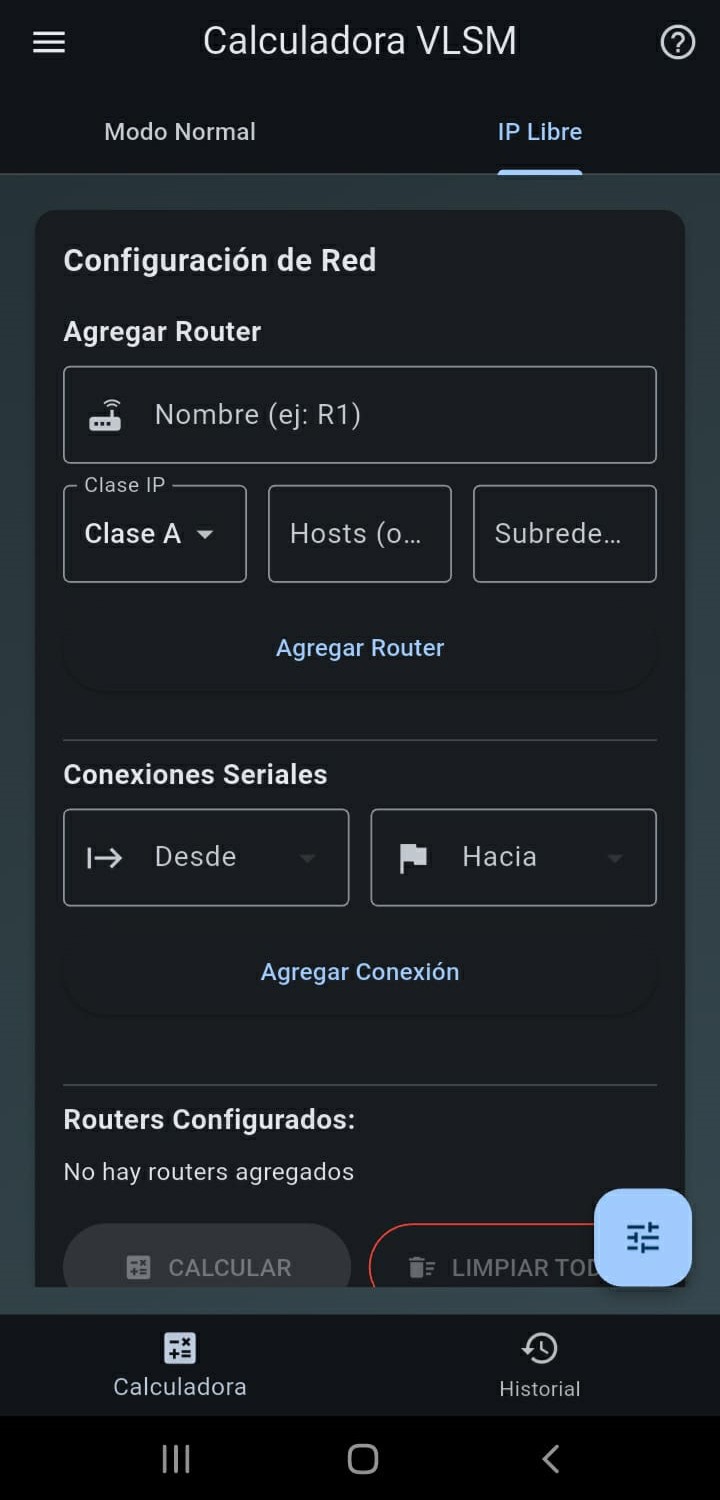 Calculadora VLSM
Modo Normal
IP Libre
Configuración de Red
Agregar Router
Nombre (ej: R1)
Clase IP
Clase A
Hosts (o...
Subrede...
Agregar Router
Conexiones Seriales
Desde
Hacia
Agregar Conexión
Routers Configurados:
No hay routers agregados
CALCULAR
LIMPIAR TOD
Calculadora
Historial